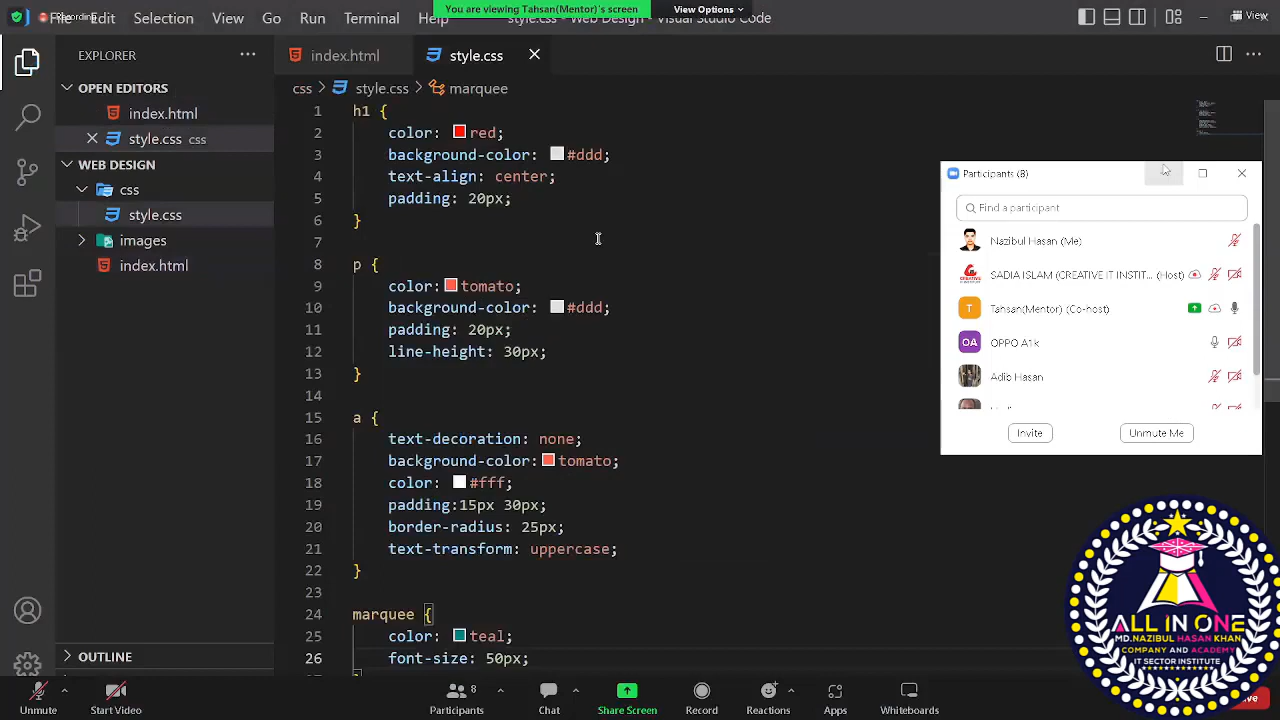 You are viewing Tahsan(Mentor)'s screen
View Options
Edit Selection View Go Run Terminal Help
style.css - Web Design - Visual Studio Code
View
EXPLORER
index.html
style.css
OPEN EDITORS
css > style.css > marquee
index.html
style.css css
WEB DESIGN
css
style.css
images
index.html
OUTLINE
1 h1 {
2 color: red;
3 background-color: #ddd;
4 text-align: center;
5 padding: 20px;
6 }
7
8 p {
9 color: tomato;
10 background-color: #ddd;
11 padding: 20px;
12 line-height: 30px;
13 }
14
15 a {
16 text-decoration: none;
17 background-color: tomato;
18 color: #fff;
19 padding:15px 30px;
20 border-radius: 25px;
21 text-transform: uppercase;
22 }
23
24 marquee {
25 color: teal;
26 font-size: 50px;
Participants (8)
Find a participant
Nazibul Hasan (Me)
SADIA ISLAM (CREATIVE IT INSTIT... (Host)
T Tahsan(Mentor) (Co-host)
OA OPPO A1k
Adib Hasan
Invite
Unmute Me
ALL IN ONE
MD.NAZIBUL HASAN KHAN
COMPANY AND ACADEMY
IT SECTOR INSTITUTE
Unmute
Start Video
Participants
8
Chat
Share Screen
Record
Reactions
Apps
Whiteboards